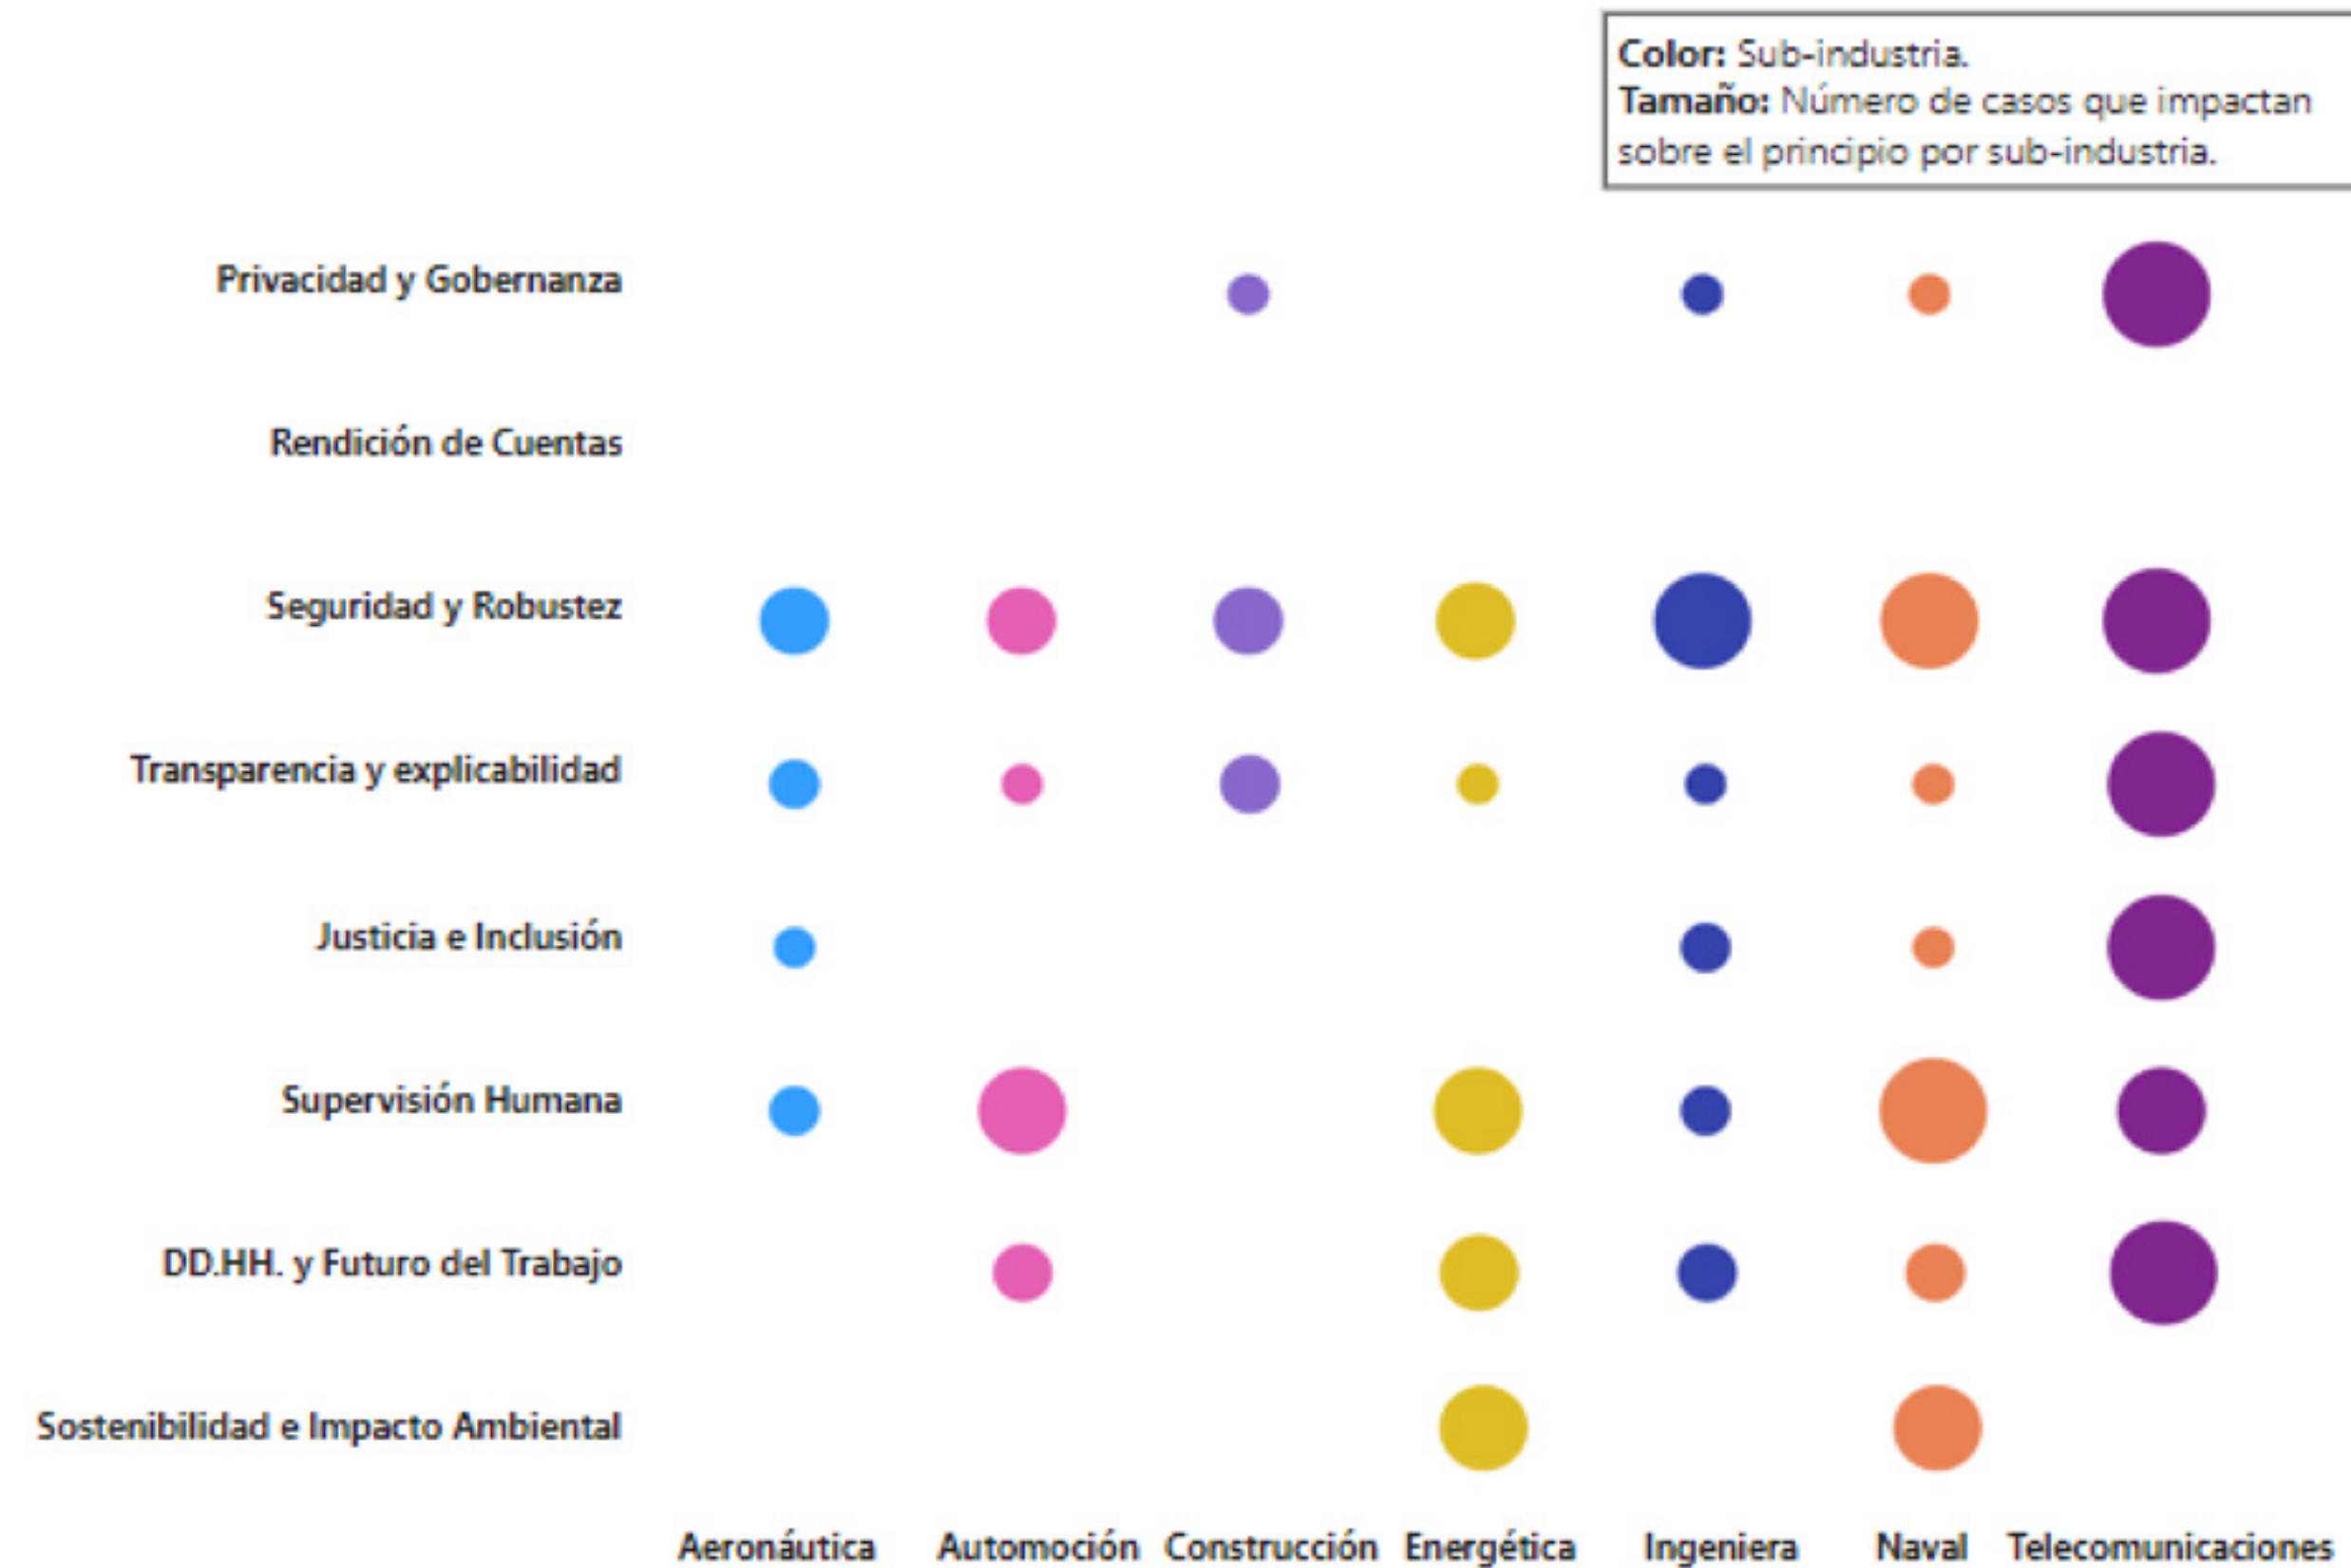 Color: Sub-industria.
Tamaño: Número de casos que impactan
sobre el principio por sub-industria.
Privacidad y Gobernanza
Rendición de Cuentas
Seguridad y Robustez
Transparencia y explicabilidad
Justicia e Inclusión
Supervisión Humana
DD.HH. y Futuro del Trabajo
Sostenibilidad e Impacto Ambiental
Aeronáutica Automoción Construcción Energética Ingeniera Naval Telecomunicaciones